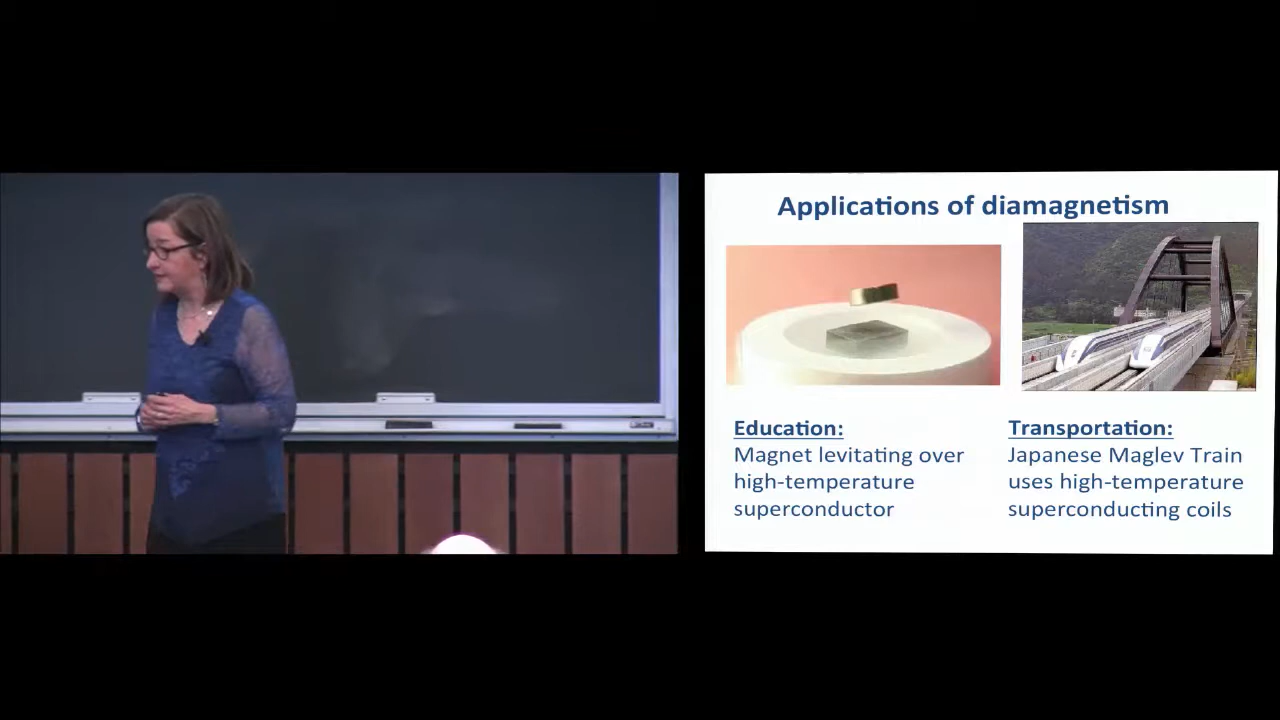 Applications of diamagnetism
Education:
Magnet levitating over
high-temperature
superconductor
Transportation:
Japanese Maglev Train
uses high-temperature
superconducting coils